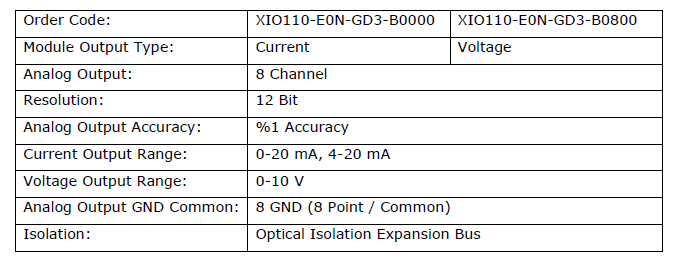 Order Code: XIO110-E0N-GD3-B0000 XIO110-E0N-GD3-B0800
Module Output Type: Current Voltage
Analog Output: 8 Channel
Resolution: 12 Bit
Analog Output Accuracy: %1 Accuracy
Current Output Range: 0-20 mA, 4-20 mA
Voltage Output Range: 0-10 V
Analog Output GND Common: 8 GND (8 Point / Common)
Isolation: Optical Isolation Expansion Bus